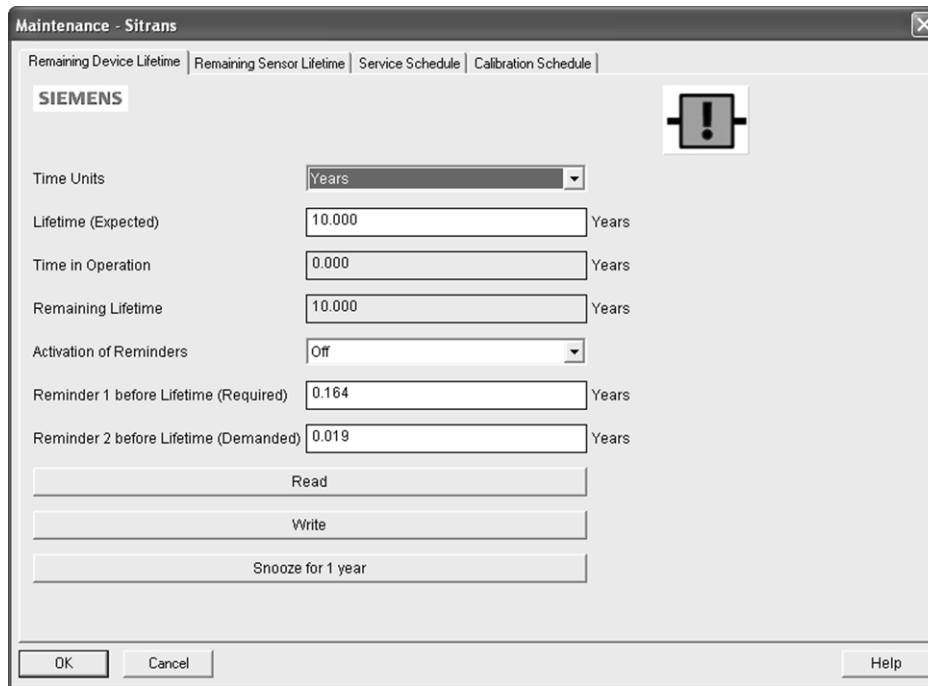 Maintenance - Sitrans
Remaining Device Lifetime Remaining Sensor Lifetime Service Schedule Calibration Schedule
SIEMENS
!
Time Units Years
Lifetime (Expected) 10.000 Years
Time in Operation 0.000 Years
Remaining Lifetime 10.000 Years
Activation of Reminders Off
Reminder 1 before Lifetime (Required) 0.164 Years
Reminder 2 before Lifetime (Demanded) 0.019 Years
Read
Write
Snooze for 1 year
OK Cancel Help